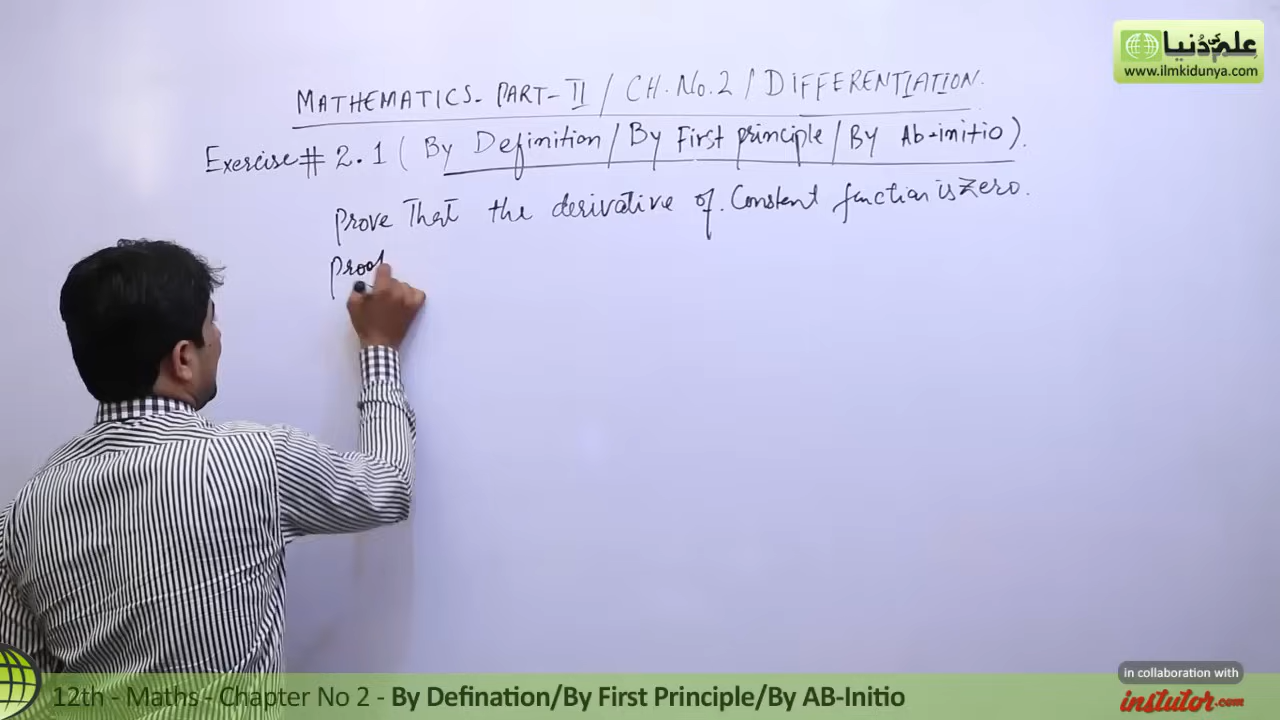 علم کی دُنیا
www.ilmkidunya.com
MATHEMATICS- PART-II / CH.No.2 / DIFFERENTIATION.
Exercise# 2.1 ( By Definition / By First principle / By Ab-initio ).
Prove That the derivative of Constant function is Zero.
Proof
in collaboration with
instutor.com
12th - Maths - Chapter No 2 - By Defination/By First Principle/By AB-Initio